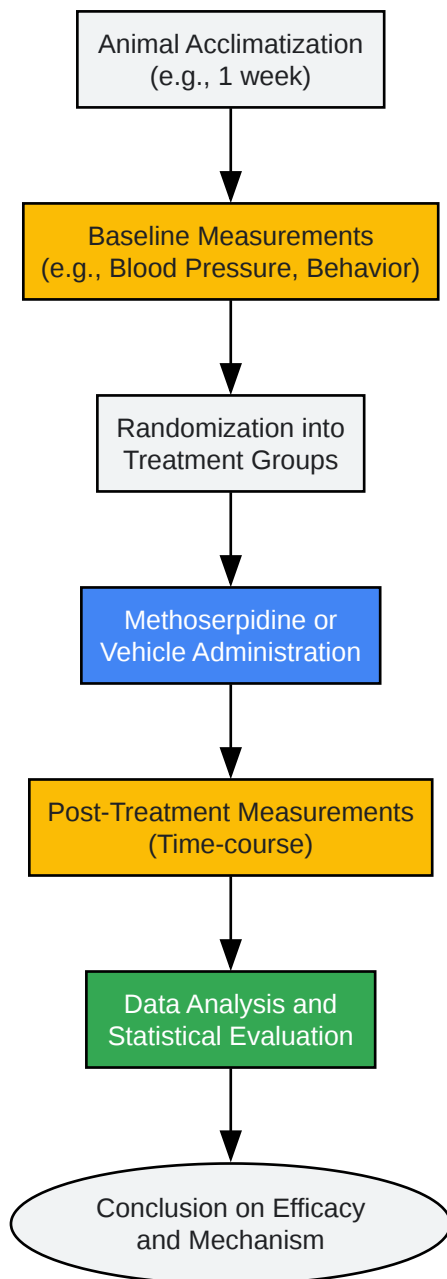 Animal Acclimatization
(e.g., 1 week)
Baseline Measurements
(e.g., Blood Pressure, Behavior)
Randomization into
Treatment Groups
Methoserpidine or
Vehicle Administration
Post-Treatment Measurements
(Time-course)
Data Analysis and
Statistical Evaluation
Conclusion on Efficacy
and Mechanism